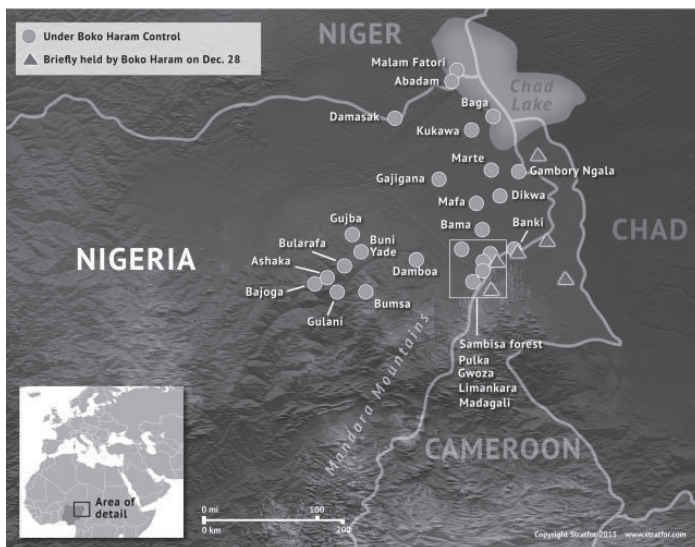 Under Boko Haram Control
Briefly held by Boko Haram on Dec. 28
NIGER
Malam Fatori
Abadam
Chad
Lake
Baga
Damasak
Kukawa
Marte
Gambory Ngala
Gajigana
Dikwa
Mafa
CHAD
Gujba
Bama
Banki
Bularafa
Buni
Yade
NIGERIA
Ashaka
Damboa
Bajoga
Bumsa
Gulani
Mandara Mountains
Sambisa forest
Pulka
Gwoza
Limankara
Madagali
CAMEROON
Area of
detail
0 mi 100
0 km 200
Copyright Stratfor 2015 www.stratfor.com